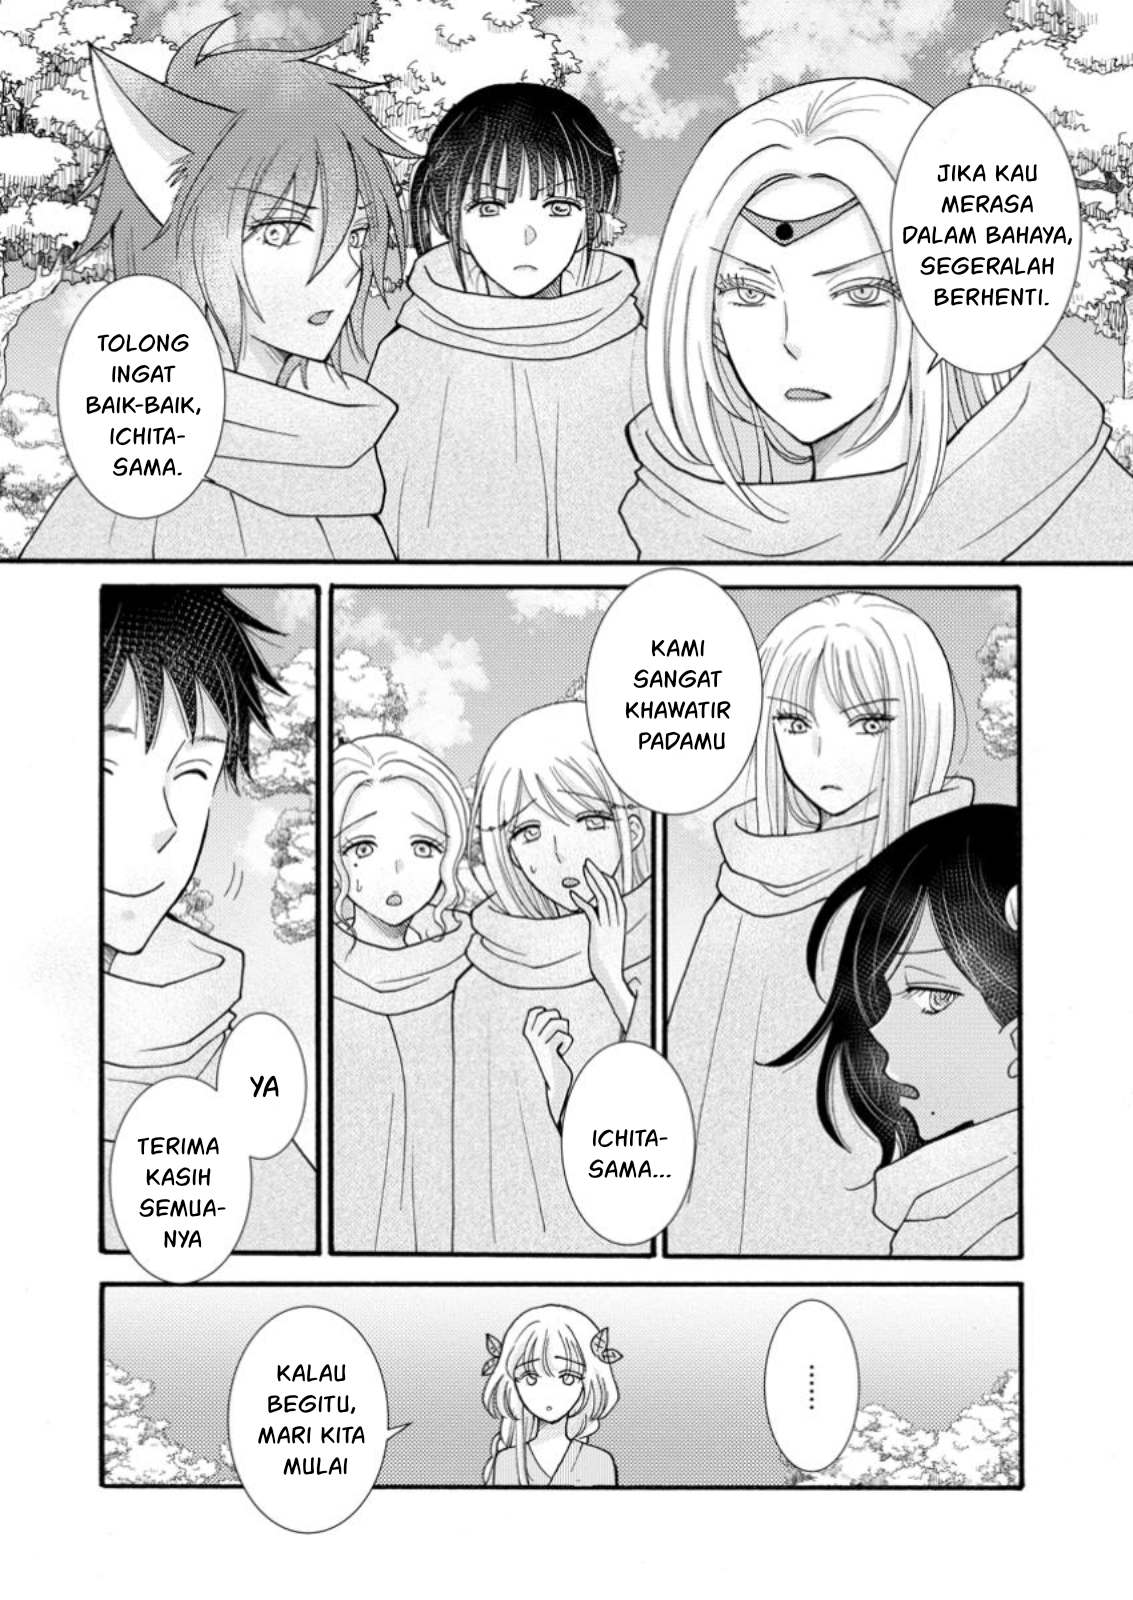 JIKA KAU
MERASA
DALAM BAHAYA,
SEGERALAH
BERHENTI.
TOLONG
INGAT
BAIK-BAIK,
ICHITA-
SAMA.
KAMI
SANGAT
KHAWATIR
PADAMU
ICHITA-
SAMA...
YA
TERIMA
KASIH
SEMUA-
NYA
......
KALAU
BEGITU,
MARI KITA
MULAI